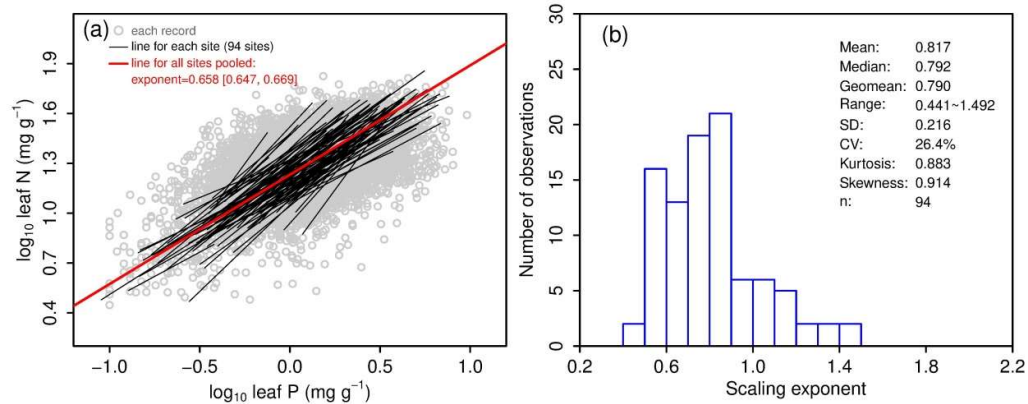 (a)
each record
line for each site (94 sites)
line for all sites pooled:
exponent=0.658 [0.647, 0.669]
log₁₀ leaf N (mg g⁻¹)
1.9
1.6
1.3
1.0
0.7
0.4
−1.0 −0.5 0.0 0.5 1.0
log₁₀ leaf P (mg g⁻¹)
(b)
Mean: 0.817
Median: 0.792
Geomean: 0.790
Range: 0.441~1.492
SD: 0.216
CV: 26.4%
Kurtosis: 0.883
Skewness: 0.914
n: 94
Number of observations
30
25
20
15
10
5
0
0.2 0.6 1.0 1.4 1.8 2.2
Scaling exponent